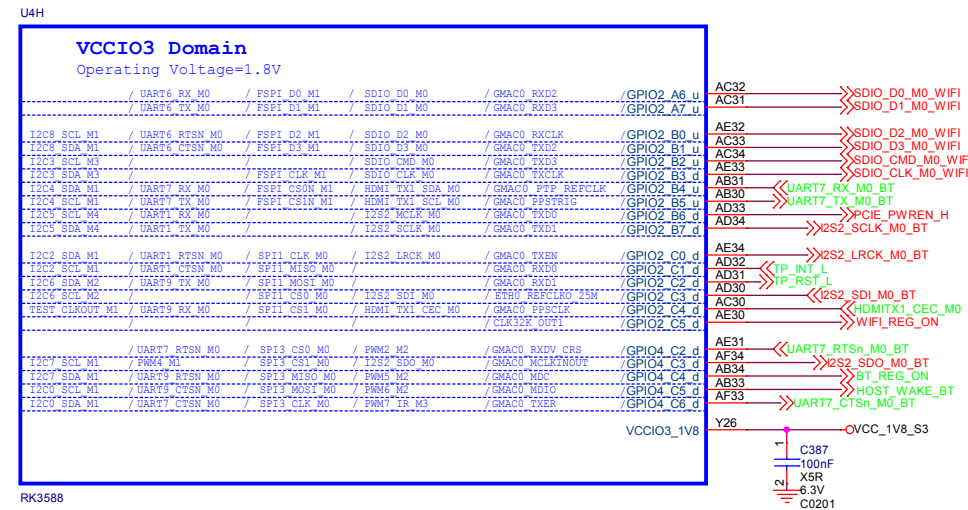 U4H
VCCIO3 Domain
Operating Voltage=1.8V
/ UART6_RX_M0 / FSPI_D0_M1 / SDIO_D0_M0 / GMAC0_RXD2 /GPIO2_A6_u AC32 SDIO_D0_M0_WIFI
/ UART6_TX_M0 / FSPI_D1_M1 / SDIO_D1_M0 / GMAC0_RXD3 /GPIO2_A7_u AC31 SDIO_D1_M0_WIFI
I2C8_SCL_M1 / UART6_RTSN_M0 / FSPI_D2_M1 / SDIO_D2_M0 / GMAC0_RXCLK /GPIO2_B0_u AE32 SDIO_D2_M0_WIFI
I2C8_SDA_M1 / UART6_CTSN_M0 / FSPI_D3_M1 / SDIO_D3_M0 / GMAC0_TXD2 /GPIO2_B1_u AC33 SDIO_D3_M0_WIFI
I2C3_SCL_M3 / / SDIO_CMD_M0 / GMAC0_TXD3 /GPIO2_B2_u AC34 SDIO_CMD_M0_WIF
I2C3_SDA_M3 / / FSPI_CLK_M1 / SDIO_CLK_M0 / GMAC0_TXCLK /GPIO2_B3_d AE33 SDIO_CLK_M0_WIFI
I2C4_SDA_M1 / UART7_RX_M0 / FSPI_CS0N_M1 / HDMI_TX1_SDA_M0 / GMAC0_PTP_REFCLK /GPIO2_B4_u AB31 UART7_RX_M0_BT
I2C4_SCL_M1 / UART7_TX_M0 / FSPI_CS1N_M1 / HDMI_TX1_SCL_M0 / GMAC0_PPSTRIG /GPIO2_B5_u AB30 UART7_TX_M0_BT
I2C5_SCL_M4 / UART1_RX_M0 / / I2S2_MCLK_M0 / GMAC0_TXD0 /GPIO2_B6_d AD33 PCIE_PWREN_H
I2C5_SDA_M4 / UART1_TX_M0 / / I2S2_SCLK_M0 / GMAC0_TXD1 /GPIO2_B7_d AD34 I2S2_SCLK_M0_BT
I2C2_SDA_M1 / UART1_RTSN_M0 / SPI1_CLK_M0 / I2S2_LRCK_M0 / GMAC0_TXEN /GPIO2_C0_d AE34 I2S2_LRCK_M0_BT
I2C2_SCL_M1 / UART1_CTSN_M0 / SPI1_MISO_M0 / / GMAC0_RXD0 /GPIO2_C1_d AD32 TP_INT_L
I2C6_SDA_M2 / UART9_TX_M0 / SPI1_MOSI_M0 / / GMAC0_RXD1 /GPIO2_C2_d AD31 TP_RST_L
I2C6_SCL_M2 / / SPI1_CS0_M0 / I2S2_SDI_M0 / ETH0_REFCLKO_25M /GPIO2_C3_d AD30 I2S2_SDI_M0_BT
TEST_CLKOUT_M1 / UART9_RX_M0 / SPI1_CS1_M0 / HDMI_TX1_CEC_M0 / GMAC0_PPSCLK /GPIO2_C4_d AC30 HDMITX1_CEC_M0
/ / / /CLK32K_OUT1 /GPIO2_C5_d AE30 WIFI_REG_ON
/UART7_RTSN_M0 / SPI3_CS0_M0 / PWM2_M2 /GMAC0_RXDV_CRS /GPIO4_C2_d AE31 UART7_RTSn_M0_BT
I2C7_SCL_M1 /PWM4_M1 / SPI3_CS1_M0 / I2S2_SDO_M0 /GMAC0_MCLKINOUT /GPIO4_C3_d AF34 I2S2_SDO_M0_BT
I2C7_SDA_M1 /UART9_RTSN_M0 / SPI3_MISO_M0 / PWM5_M2 /GMAC0_MDC /GPIO4_C4_d AB34 BT_REG_ON
I2C0_SCL_M1 /UART9_CTSN_M0 / SPI3_MOSI_M0 / PWM6_M2 /GMAC0_MDIO /GPIO4_C5_d AB33 HOST_WAKE_BT
I2C0_SDA_M1 /UART7_CTSN_M0 / SPI3_CLK_M0 / PWM7_IR_M3 /GMAC0_TXER /GPIO4_C6_d AF33 UART7_CTSn_M0_BT
VCCIO3_1V8 Y26 VCC_1V8_S3
1
C387
100nF
X5R
2
6.3V
C0201
RK3588